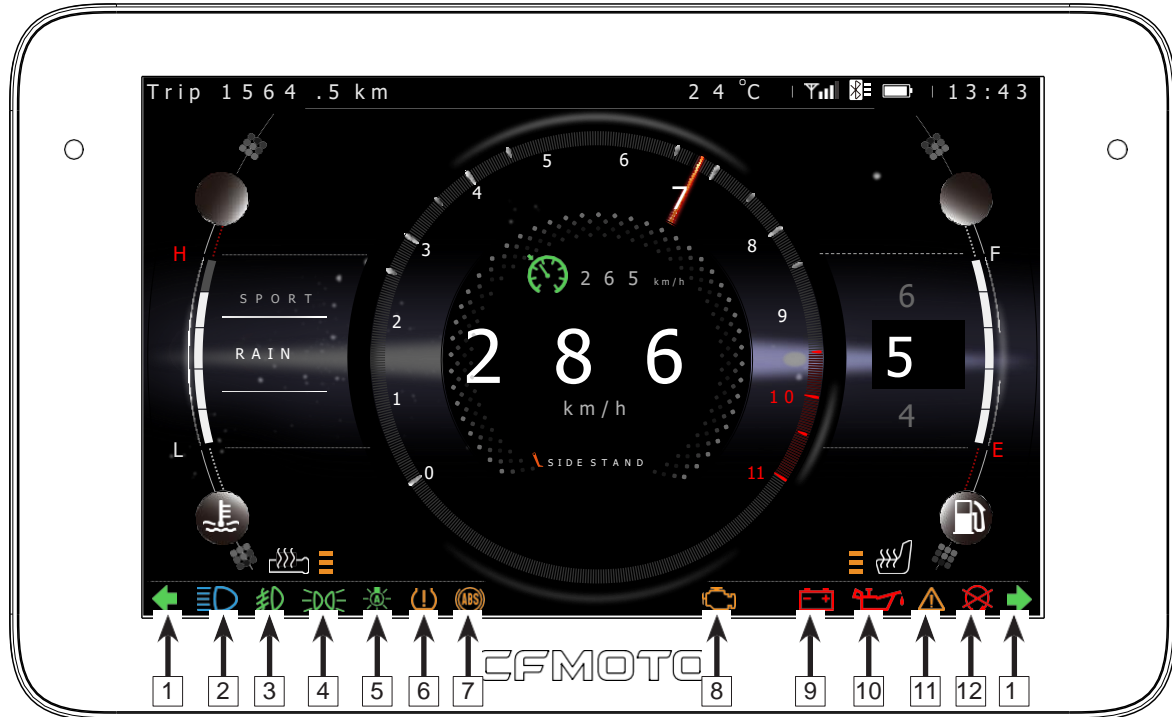 Trip 1564 .5 km 24 °C 13:43
5 6
4 7
H 3 8 F
265 km/h
SPORT 6
2 9
RAIN 286 5
1 km/h 10 4
L SIDE STAND E
0 11
ABS
1 2 3 4 5 6 7 8 9 10 11 12 1
CFMOTO